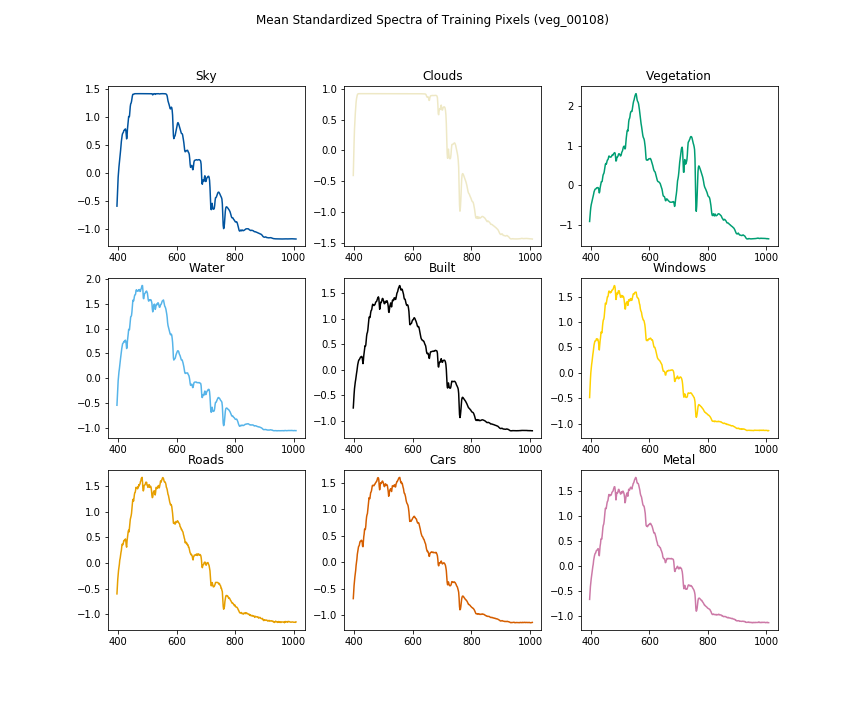 Mean Standardized Spectra of Training Pixels (veg_00108)
Sky Clouds Vegetation
1.5 1.0 0.5 0.0 −0.5 −1.0
400 600 800 1000
1.0 0.5 0.0 −0.5 −1.0 −1.5
400 600 800 1000
2 1 0 −1
400 600 800 1000
Water Built Windows
2.0 1.5 1.0 0.5 0.0 −0.5 −1.0
400 600 800 1000
1.5 1.0 0.5 0.0 −0.5 −1.0
400 600 800 1000
1.5 1.0 0.5 0.0 −0.5 −1.0
400 600 800 1000
Roads Cars Metal
1.5 1.0 0.5 0.0 −0.5 −1.0
400 600 800 1000
1.5 1.0 0.5 0.0 −0.5 −1.0
400 600 800 1000
1.5 1.0 0.5 0.0 −0.5 −1.0
400 600 800 1000